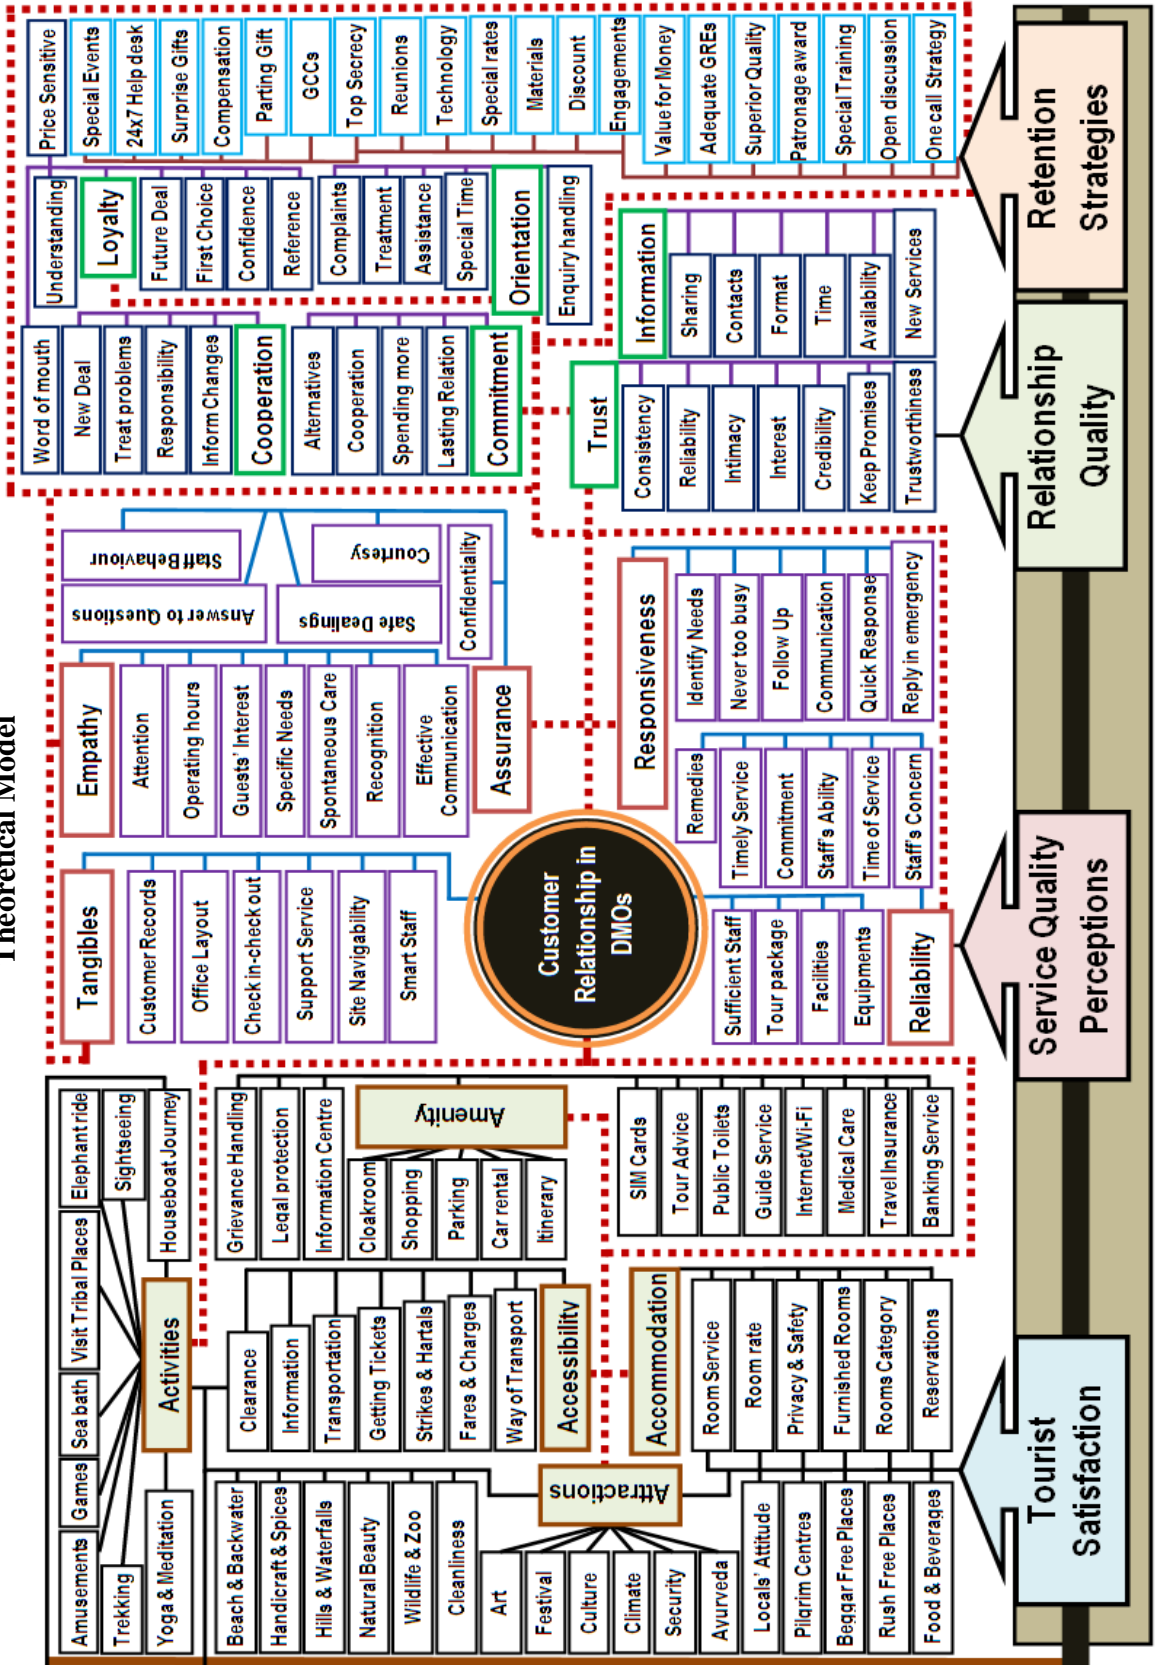 Theoretical Model
Amusements
Games
Sea bath
Visit Tribal Places
Elephant ride
Trekking
Sightseeing
Yoga & Meditation
Activities
Houseboat Journey
Beach & Backwater
Handicraft & Spices
Hills & Waterfalls
Natural Beauty
Wildlife & Zoo
Cleanliness
Art
Festival
Culture
Climate
Security
Ayurveda
Locals' Attitude
Pilgrim Centres
Beggar Free Places
Rush Free Places
Food & Beverages
Attractions
Clearance
Information
Transportation
Getting Tickets
Strikes & Hartals
Fares & Charges
Way of Transport
Accessibility
Accommodation
Room Service
Room rate
Privacy & Safety
Furnished Rooms
Rooms Category
Reservations
Grievance Handling
Legal protection
Information Centre
Cloakroom
Shopping
Parking
Car rental
Itinerary
Amenity
SIM Cards
Tour Advice
Public Toilets
Guide Service
Internet/Wi-Fi
Medical Care
Travel Insurance
Banking Service
Tangibles
Customer Records
Office Layout
Check in-check out
Support Service
Site Navigability
Smart Staff
Customer
Relationship in
DMOs
Sufficient Staff
Tour package
Facilities
Equipments
Reliability
Empathy
Attention
Operating hours
Guests' Interest
Specific Needs
Spontaneous Care
Recognition
Effective
Communication
Assurance
Staff Behaviour
Answer to Questions
Safe Dealings
Courtesy
Confidentiality
Responsiveness
Remedies
Timely Service
Commitment
Staff's Ability
Time of Service
Staff's Concern
Identify Needs
Never too busy
Follow Up
Communication
Quick Response
Reply in emergency
Word of mouth
New Deal
Treat problems
Responsibility
Inform Changes
Cooperation
Alternatives
Cooperation
Spending more
Lasting Relation
Commitment
Trust
Consistency
Reliability
Intimacy
Interest
Credibility
Keep Promises
Trustworthiness
Understanding
Loyalty
Future Deal
First Choice
Confidence
Reference
Complaints
Treatment
Assistance
Special Time
Orientation
Enquiry handling
Information
Sharing
Contacts
Format
Time
Availability
New Services
Price Sensitive
Special Events
24x7 Help desk
Surprise Gifts
Compensation
Parting Gift
GCCs
Top Secrecy
Reunions
Technology
Special rates
Materials
Discount
Engagements
Value for Money
Adequate GREs
Superior Quality
Patronage award
Special Training
Open discussion
One call Strategy
Tourist
Satisfaction
Service Quality
Perceptions
Relationship
Quality
Retention
Strategies